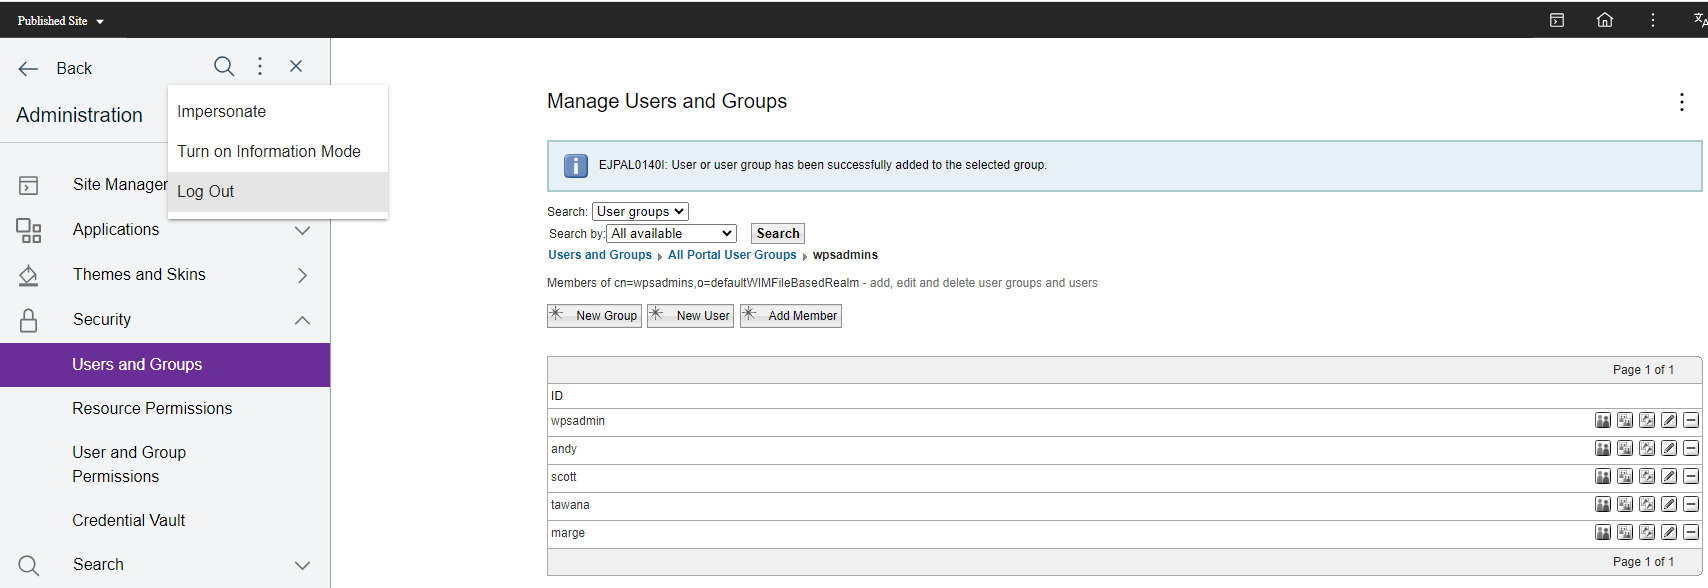 Published Site
Back
Administration
Impersonate
Turn on Information Mode
Log Out
Site Manager
Applications
Themes and Skins
Security
Users and Groups
Resource Permissions
User and Group
Permissions
Credential Vault
Search
Manage Users and Groups
EJPAL0140I: User or user group has been successfully added to the selected group.
Search: User groups
Search by: All available Search
Users and Groups All Portal User Groups wpsadmins
Members of cn=wpsadmins,o=defaultWIMFileBasedRealm - add, edit and delete user groups and users
New Group New User Add Member
Page 1 of 1
ID
wpsadmin
andy
scott
tawana
marge
Page 1 of 1